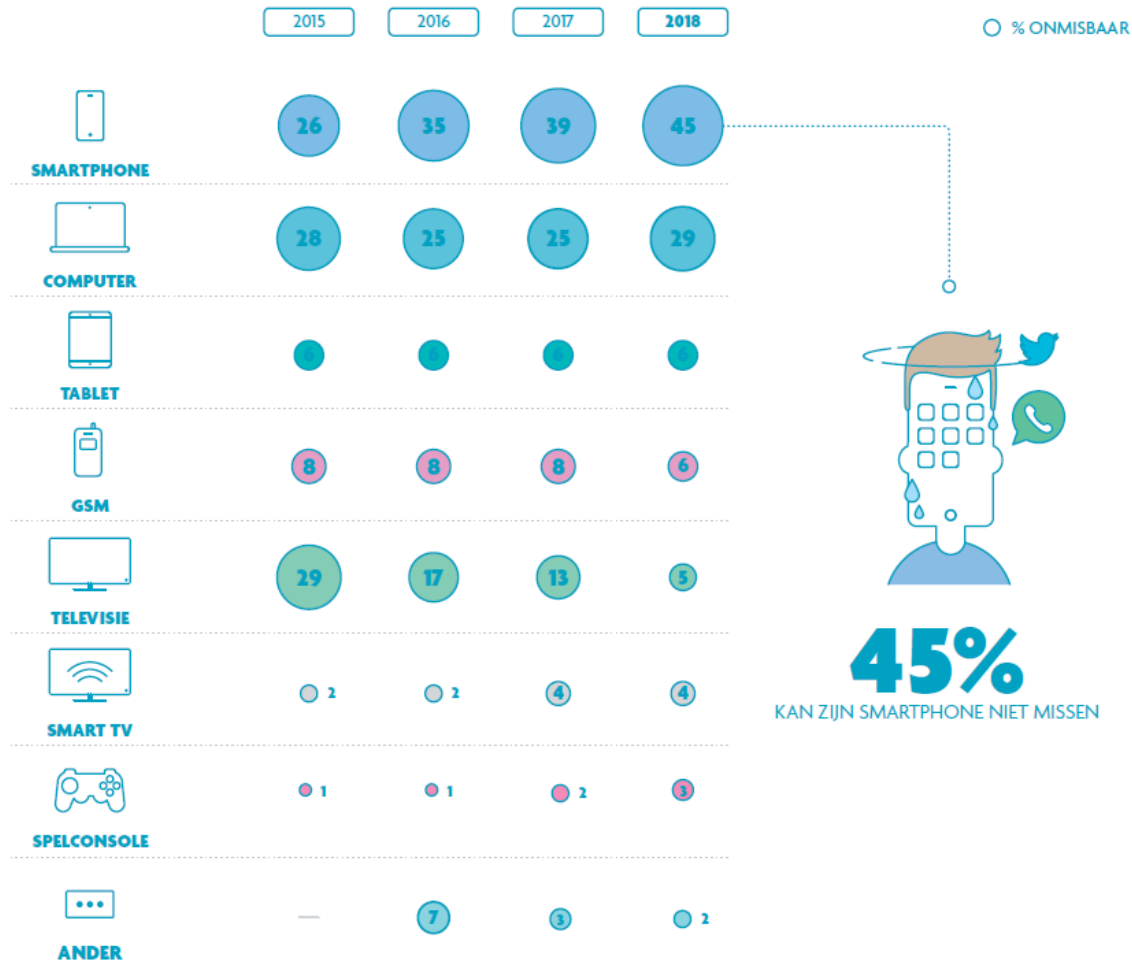 2015 2016 2017 2018
% ONMISBAAR
26 35 39 45
SMARTPHONE
28 25 25 29
COMPUTER
6 6 6 6
TABLET
8 8 8 6
GSM
29 17 13 5
TELEVISIE
2 2 4 4
SMART TV
1 1 2 3
SPELCONSOLE
— 7 3 2
ANDER
45%
KAN ZIJN SMARTPHONE NIET MISSEN